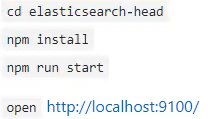 cd elasticsearch-head
npm install
npm run start
open http://localhost:9100/